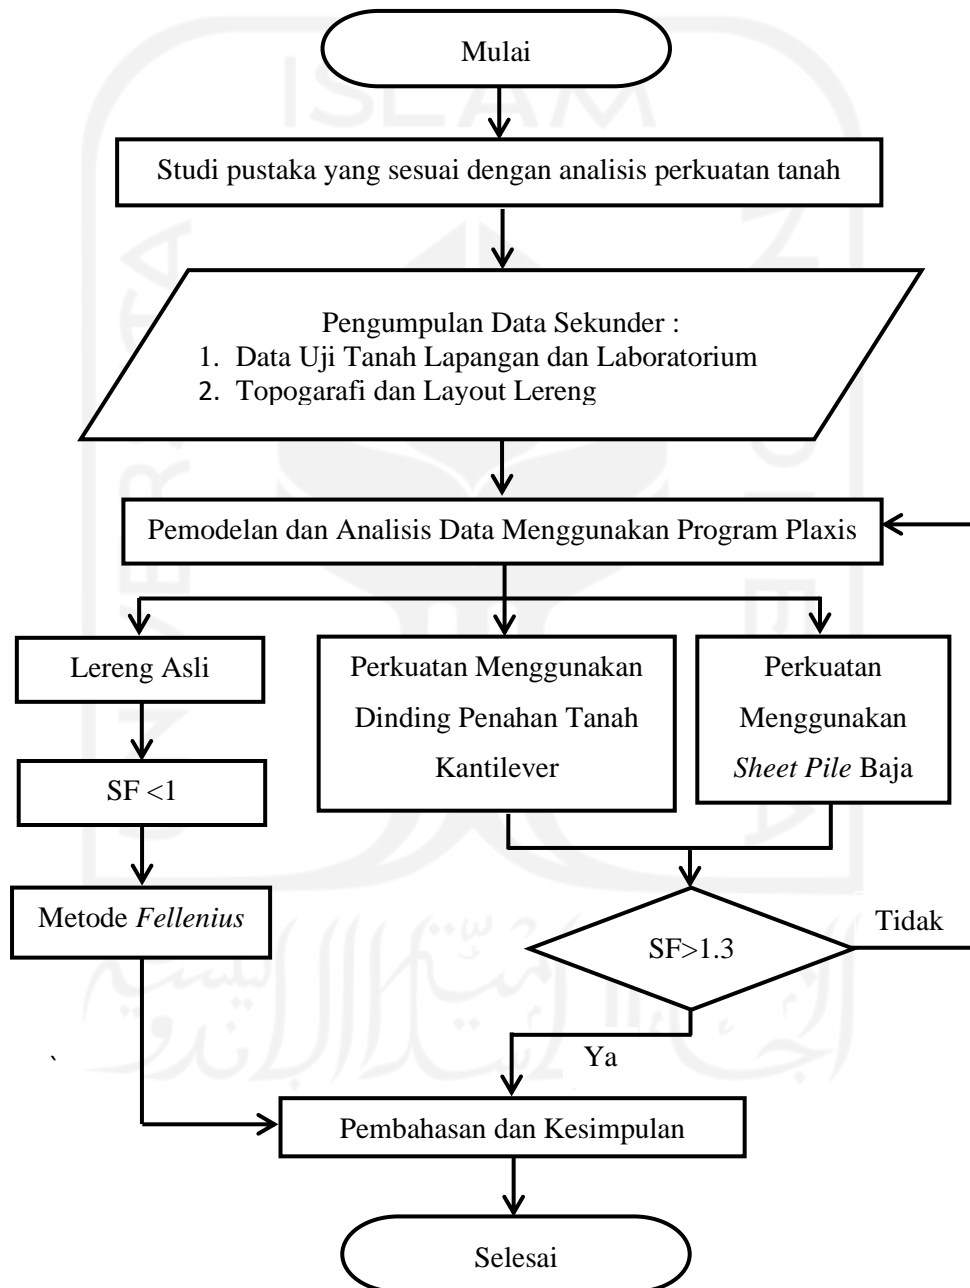 Mulai
Studi pustaka yang sesuai dengan analisis perkuatan tanah
Pengumpulan Data Sekunder :
1. Data Uji Tanah Lapangan dan Laboratorium
2. Topogarafi dan Layout Lereng
Pemodelan dan Analisis Data Menggunakan Program Plaxis
Lereng Asli
Perkuatan Menggunakan
Dinding Penahan Tanah
Kantilever
Perkuatan
Menggunakan
Sheet Pile Baja
SF <1
Metode Fellenius
SF>1.3
Tidak
Ya
`
Pembahasan dan Kesimpulan
Selesai
ISLAM